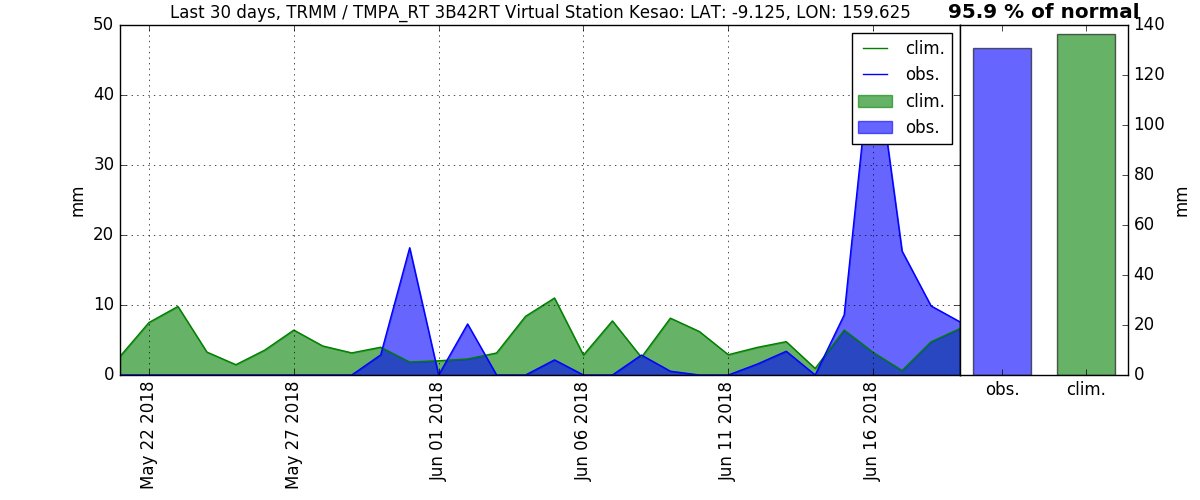 Last 30 days, TRMM / TMPA_RT 3B42RT Virtual Station Kesao: LAT: -9.125, LON: 159.625
95.9 % of normal
50
40
30
20
10
0
mm
clim.
obs.
clim.
obs.
May 22 2018
May 27 2018
Jun 01 2018
Jun 06 2018
Jun 11 2018
Jun 16 2018
140
120
100
80
60
40
20
0
mm
obs.
clim.